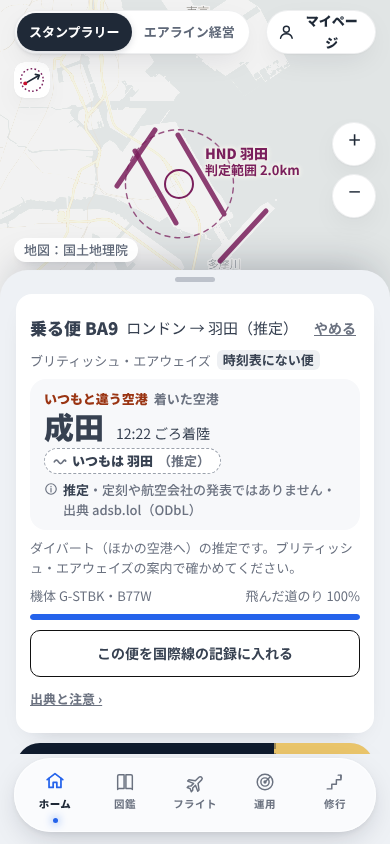 スタンプラリー
エアライン経営
マイページ
HND 羽田
判定範囲 2.0km
+
−
地図：国土地理院
多摩川
乗る便 BA9 ロンドン → 羽田（推定） やめる
ブリティッシュ・エアウェイズ 時刻表にない便
いつもと違う空港 着いた空港
成田 12:22 ごろ着陸
〜 いつもは 羽田 （推定）
推定・定刻や航空会社の発表ではありません・
出典 adsb.lol（ODbL）
ダイバート（ほかの空港へ）の推定です。ブリティッシ
ュ・エアウェイズの案内で確かめてください。
機体 G-STBK・B77W 飛んだ道のり 100%
この便を国際線の記録に入れる
出典と注意 ›
ホーム
図鑑
フライト
運用
修行